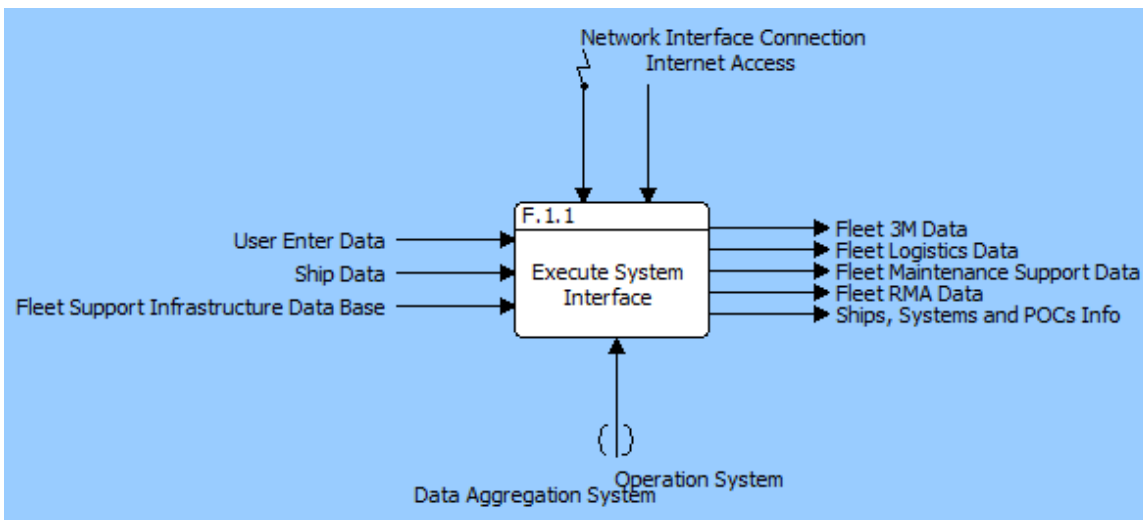 Network Interface Connection
Internet Access
F.1.1
Execute System
Interface
User Enter Data
Ship Data
Fleet Support Infrastructure Data Base
Fleet 3M Data
Fleet Logistics Data
Fleet Maintenance Support Data
Fleet RMA Data
Ships, Systems and POCs Info
Operation System
Data Aggregation System